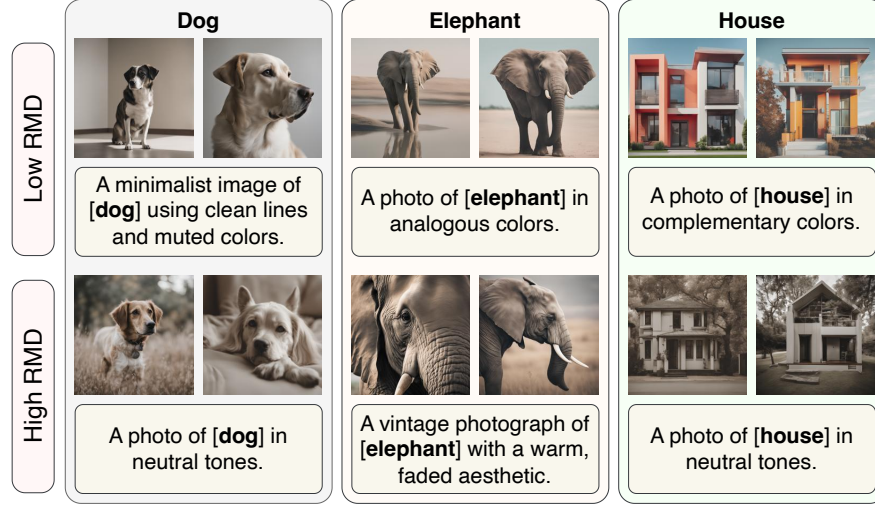 Dog
Elephant
House
Low RMD
A minimalist image of
[dog] using clean lines
and muted colors.
A photo of [elephant] in
analogous colors.
A photo of [house] in
complementary colors.
High RMD
A photo of [dog] in
neutral tones.
A vintage photograph of
[elephant] with a warm,
faded aesthetic.
A photo of [house] in
neutral tones.